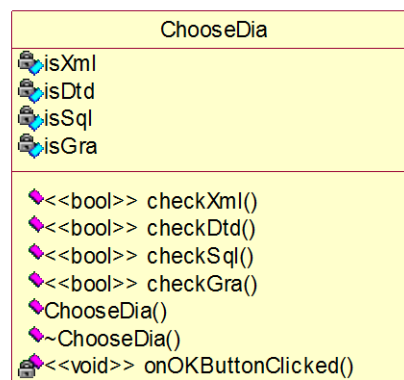 ChooseDia
isXml
isDtd
isSql
isGra
<<bool>> checkXml()
<<bool>> checkDtd()
<<bool>> checkSql()
<<bool>> checkGra()
ChooseDia()
~ChooseDia()
<<void>> onOKButtonClicked()